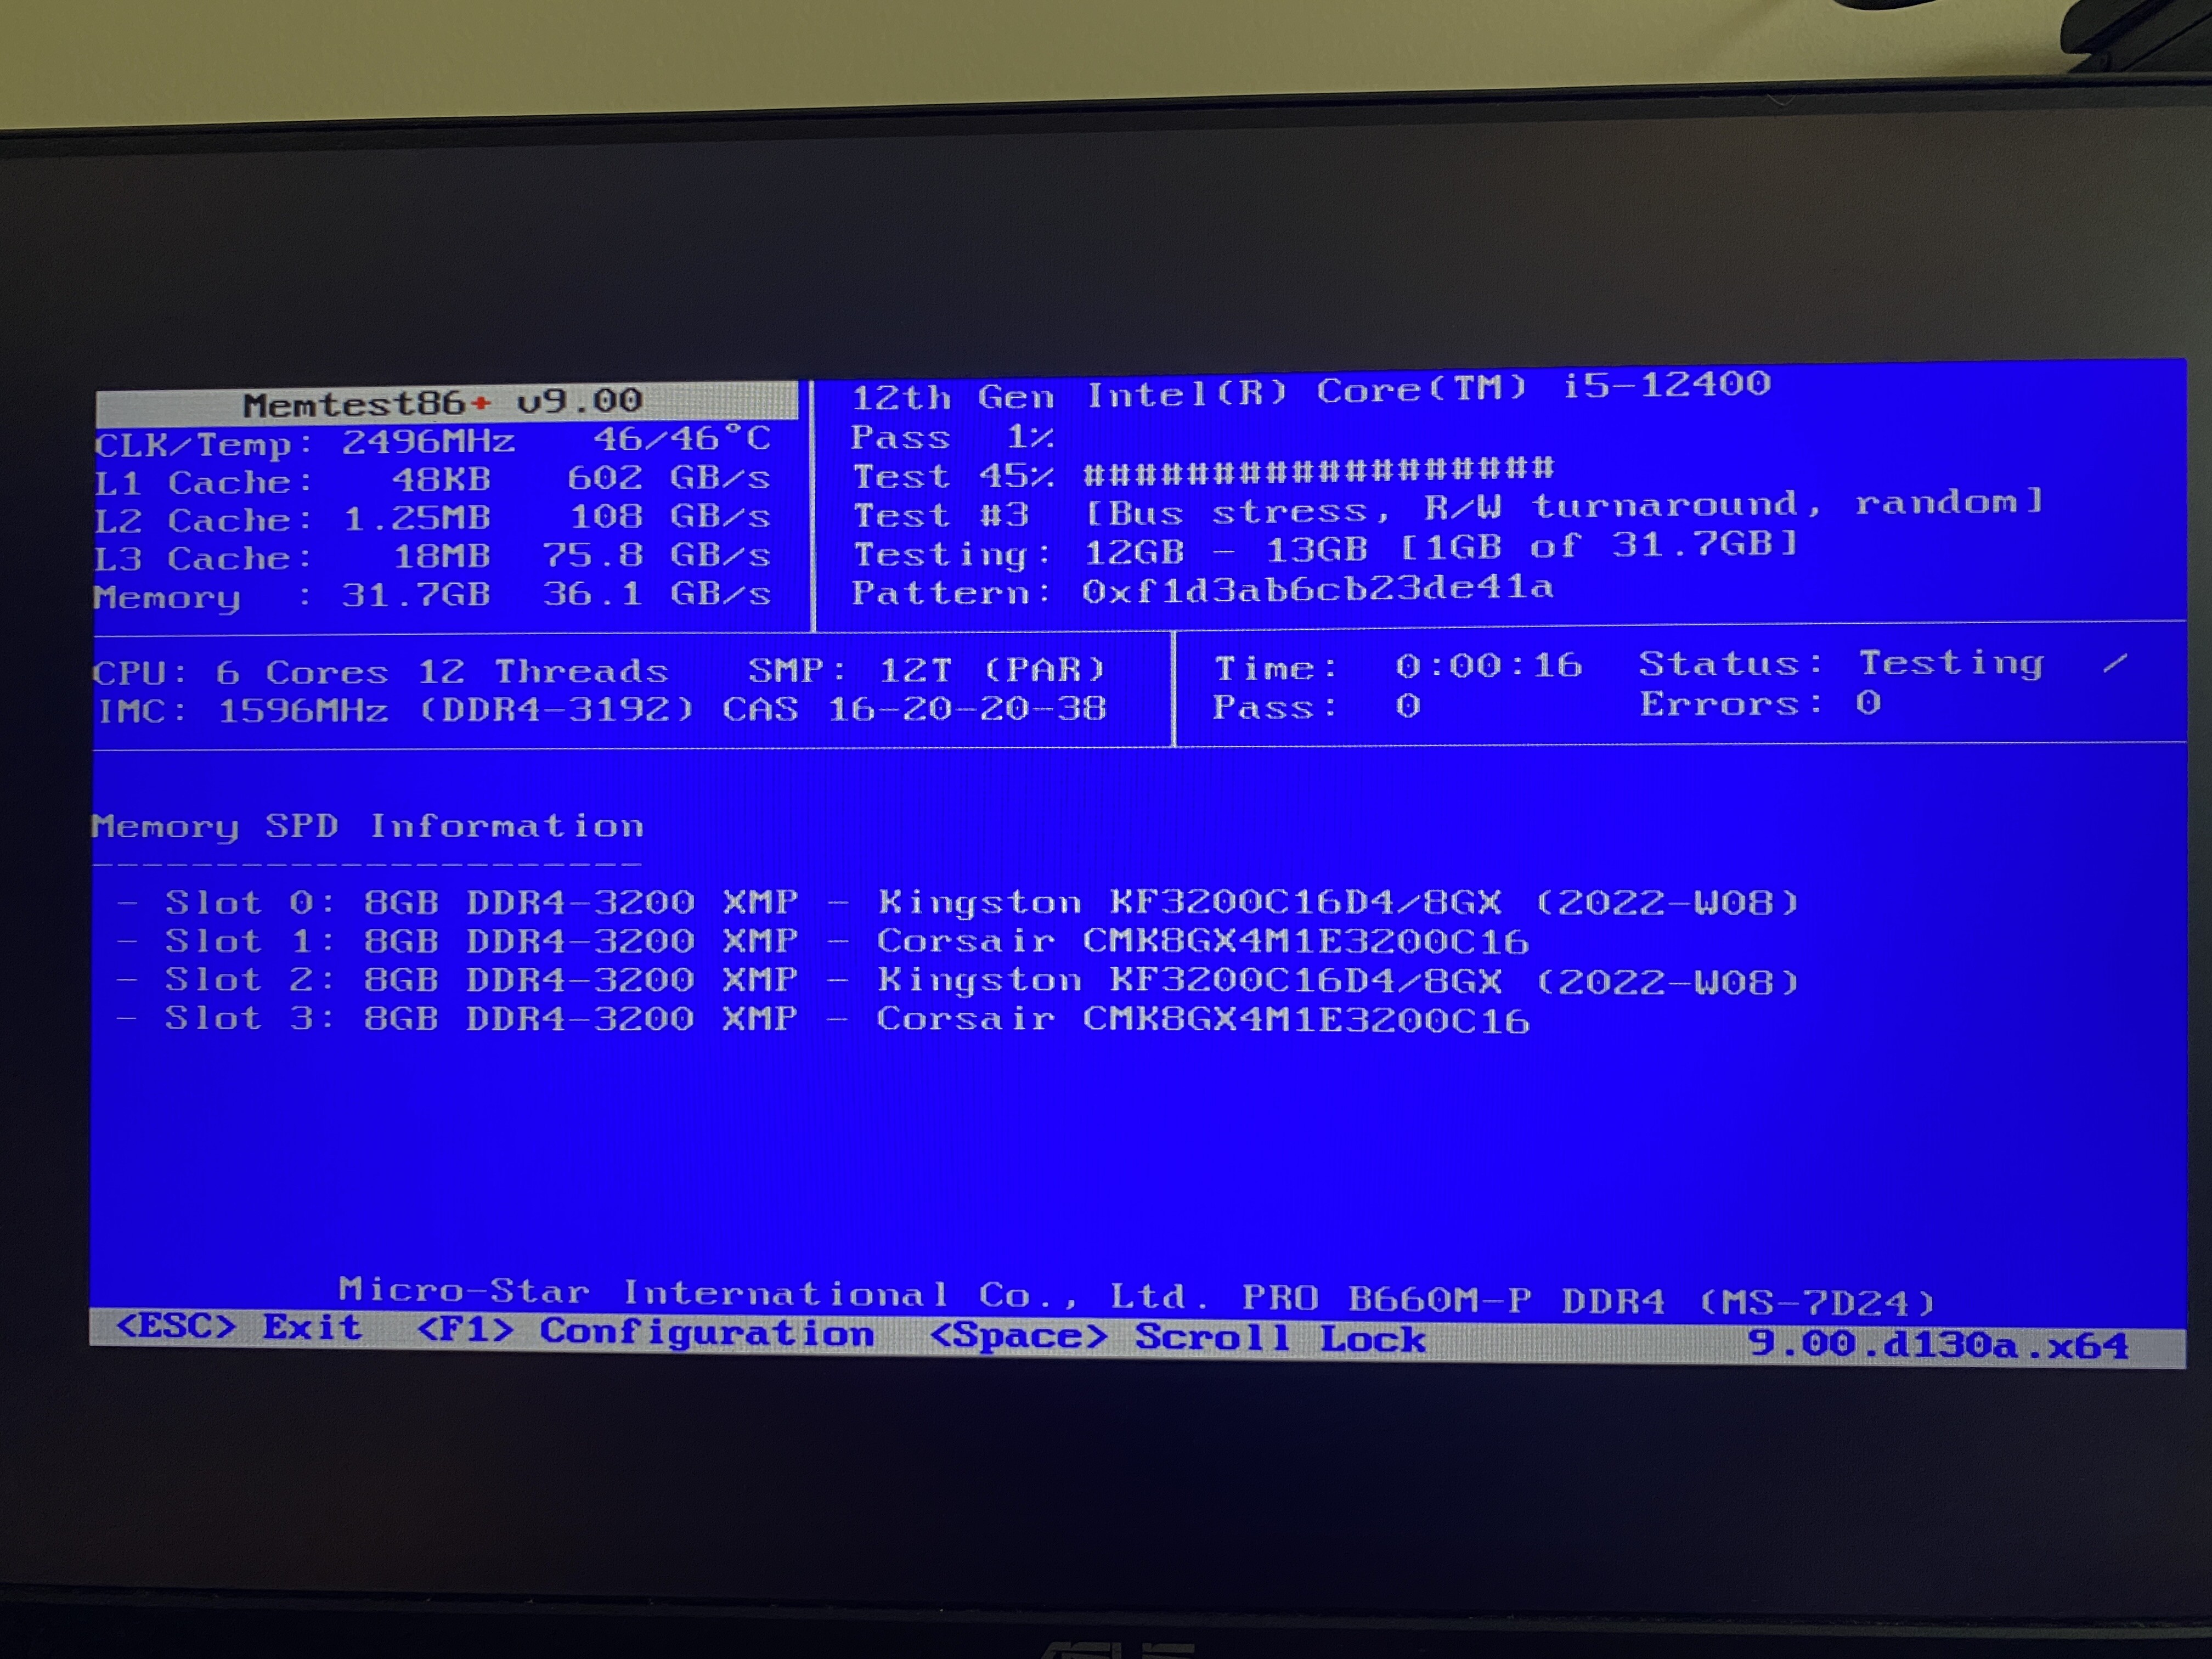 Memtest86+ v9.00
CLK/Temp: 2496MHz 46/46°C
L1 Cache: 48KB 602 GB/s
L2 Cache: 1.25MB 108 GB/s
L3 Cache: 18MB 75.8 GB/s
Memory : 31.7GB 36.1 GB/s
12th Gen Intel(R) Core(TM) i5-12400
Pass 1%
Test 45% ##################
Test #3 [Bus stress, R/W turnaround, random]
Testing: 12GB - 13GB [1GB of 31.7GB]
Pattern: 0xf1d3ab6cb23de41a
CPU: 6 Cores 12 Threads SMP: 12T (PAR)
IMC: 1596MHz (DDR4-3192) CAS 16-20-20-38
Time: 0:00:16 Status: Testing /
Pass: 0 Errors: 0
Memory SPD Information
----------------------
- Slot 0: 8GB DDR4-3200 XMP - Kingston KF3200C16D4/8GX (2022-W08)
- Slot 1: 8GB DDR4-3200 XMP - Corsair CMK8GX4M1E3200C16
- Slot 2: 8GB DDR4-3200 XMP - Kingston KF3200C16D4/8GX (2022-W08)
- Slot 3: 8GB DDR4-3200 XMP - Corsair CMK8GX4M1E3200C16
Micro-Star International Co., Ltd. PRO B660M-P DDR4 (MS-7D24)
<ESC> Exit <F1> Configuration <Space> Scroll Lock 9.00.d130a.x64